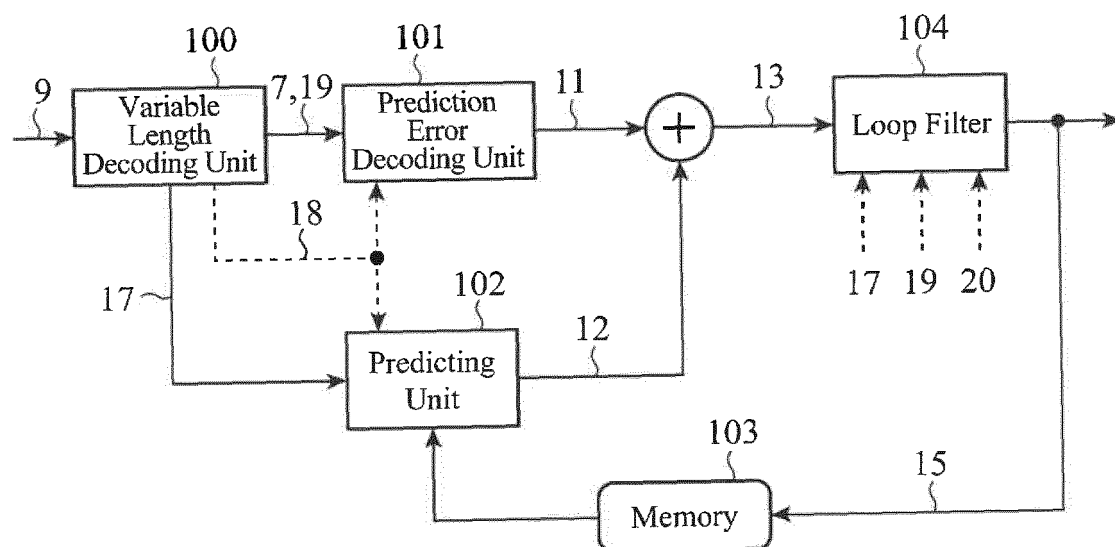 100
101
104
9
7,19
11
13
Variable
Length
Decoding Unit
Prediction
Error
Decoding Unit
+
Loop Filter
18
17
19
20
17
102
12
Predicting
Unit
103
15
Memory